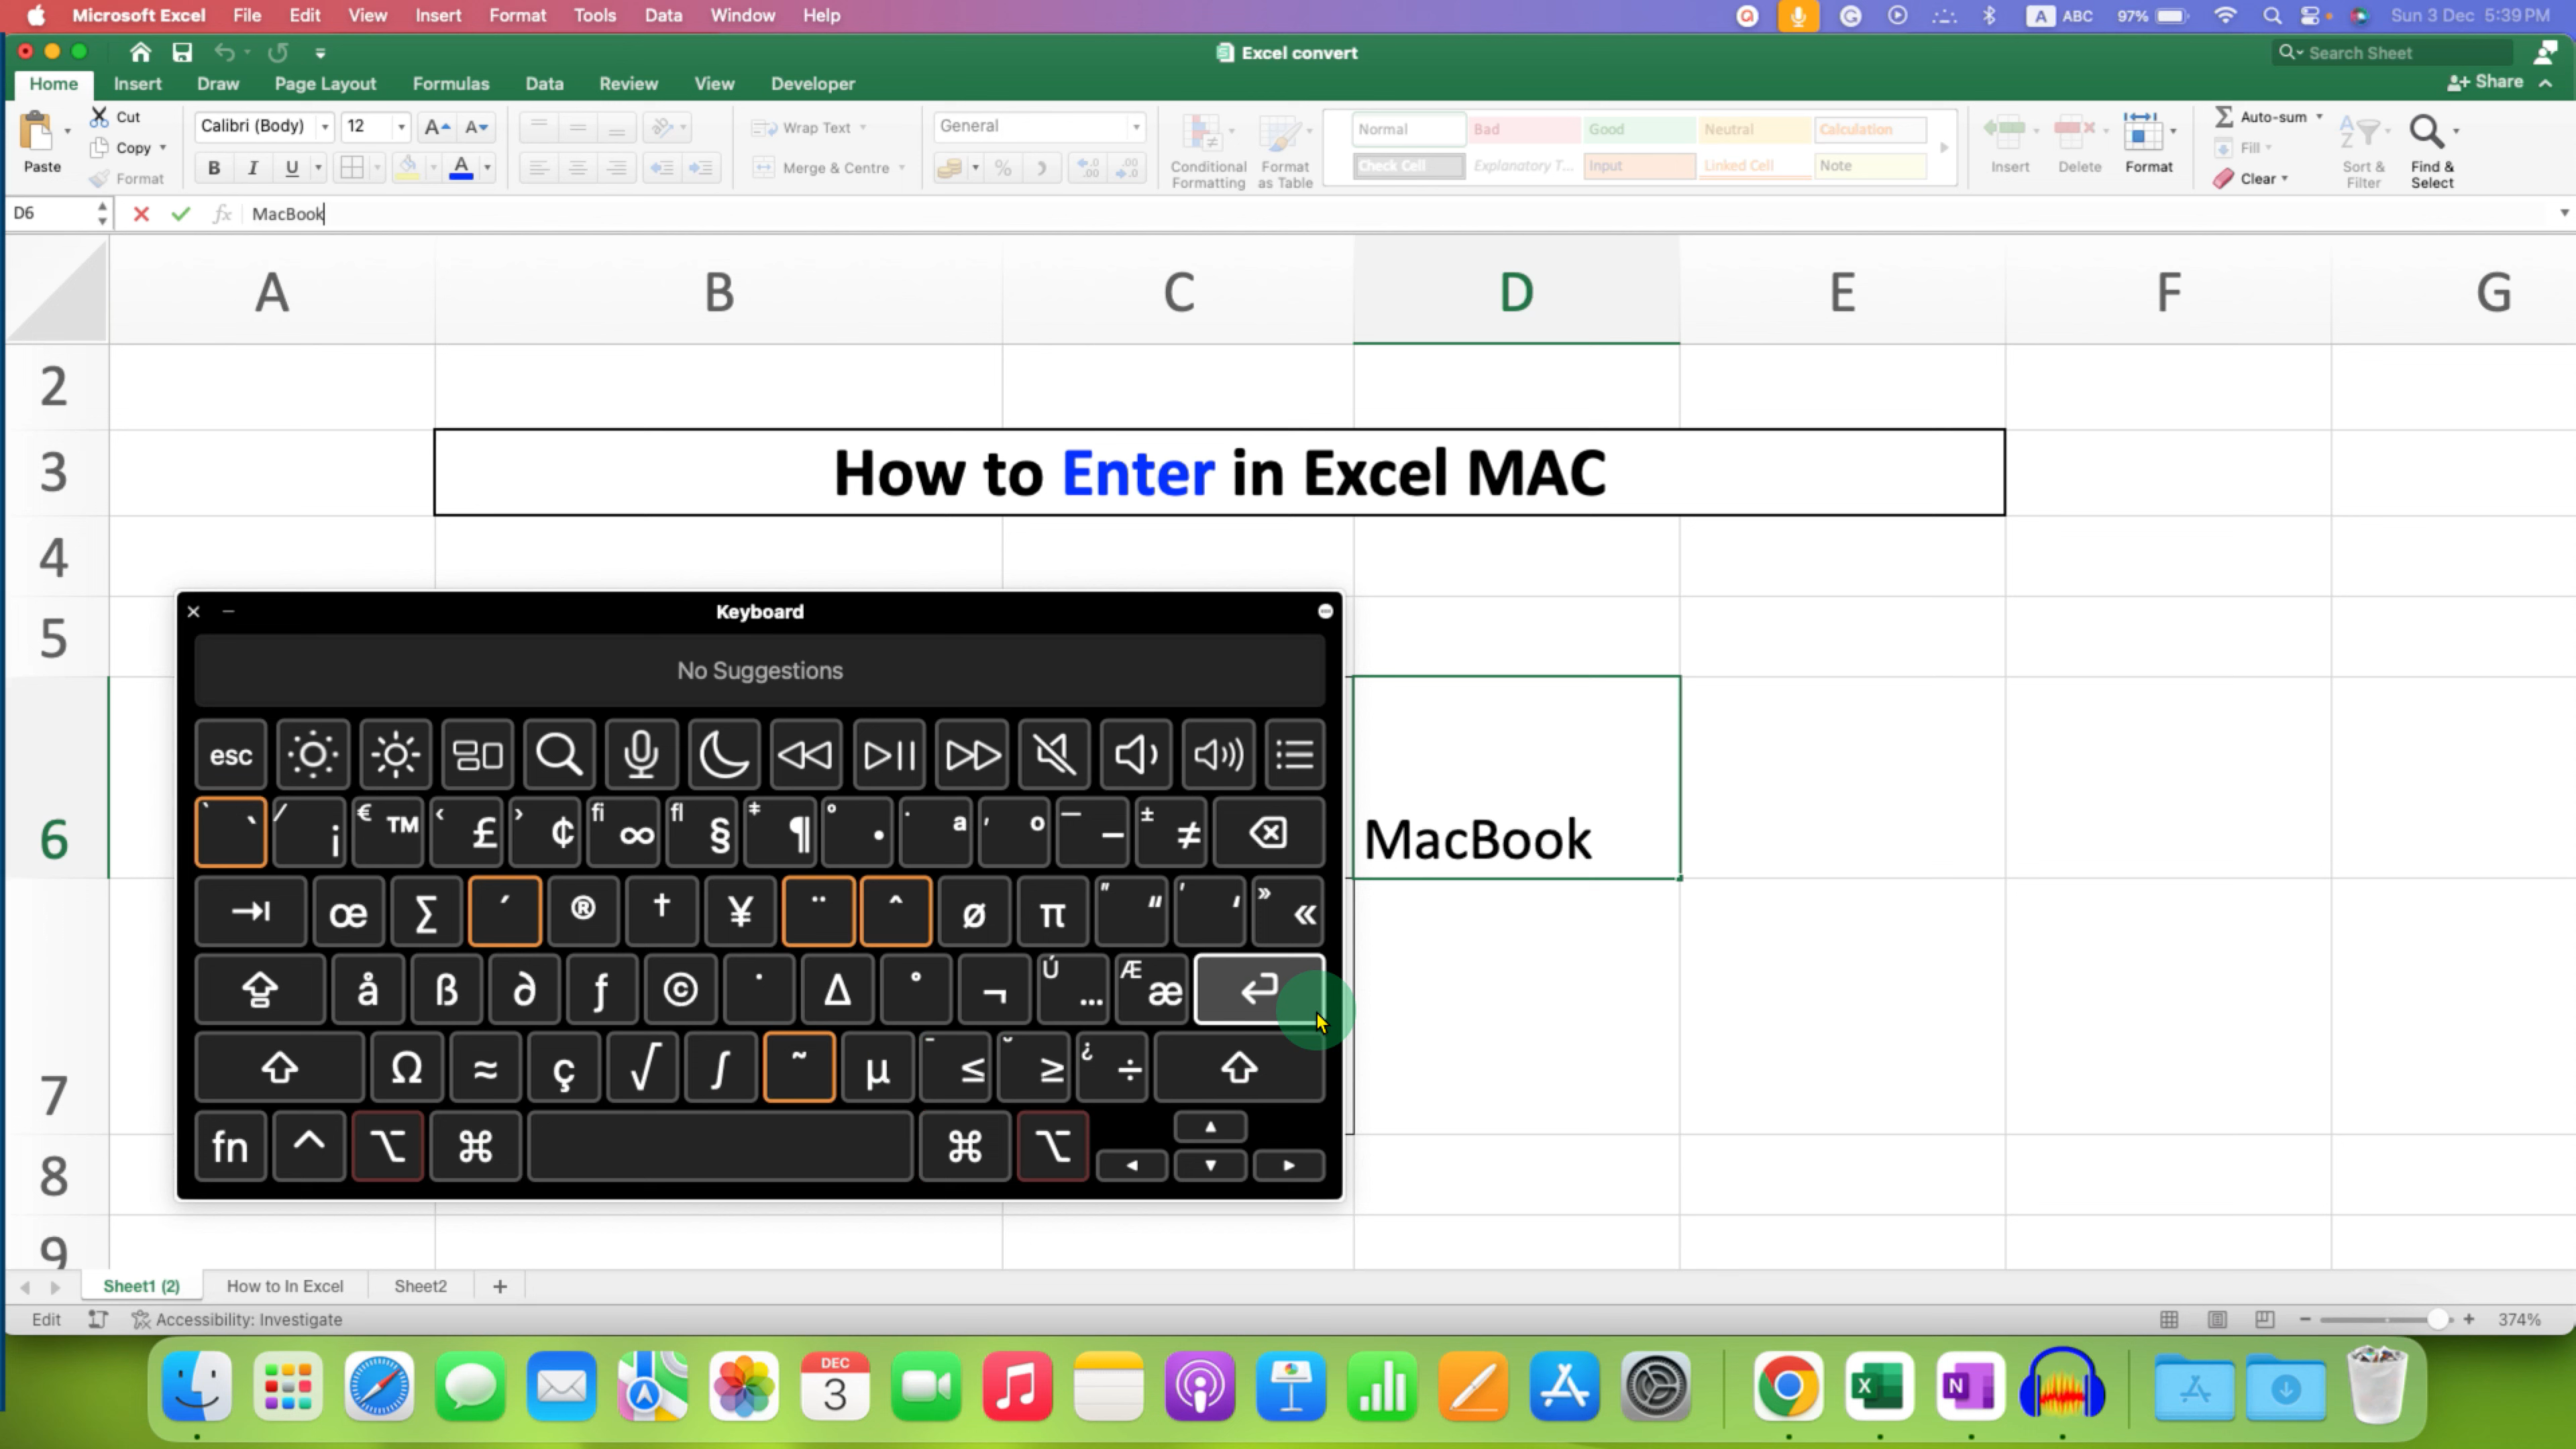 Microsoft Excel File Edit View Insert Format Tools Data Window Help A ABC 97% Sun 3 Dec 5:39 PM
Excel convert
Search Sheet
Home Insert Draw Page Layout Formulas Data Review View Developer Share
Paste
Cut
Copy
Format
Calibri (Body) 12 A A
B I U A
Wrap Text
Merge & Centre
General
%
Conditional Formatting
Format as Table
Normal Bad Good Neutral Calculation
Check Cell Explanatory T... Input Linked Cell Note
Insert Delete Format
Auto-sum
Fill
Clear
Sort & Filter
Find & Select
D6 fx MacBook
A B C D E F G
2
3 How to Enter in Excel MAC
4
5
6 MacBook
7
8
9
Keyboard
No Suggestions
esc
` ` / ¡ € ™ ‹ £ › ¢ fi ∞ fl § ‡ ¶ ° • · ª ‚ º — – ± ≠
œ ∑ ´ ® † ¥ ¨ ˆ ø π " “ ' ‘ » «
å ß ∂ ƒ © ˙ ∆ ˚ ¬ Ú … Æ æ
Ω ≈ ç √ ∫ ˜ µ ¯ ≤ ˘ ≥ ¿ ÷
fn ^ ⌥ ⌘ ⌘ ⌥
Sheet1 (2) How to In Excel Sheet2 +
Edit Accessibility: Investigate 374%
DEC
3
X
N